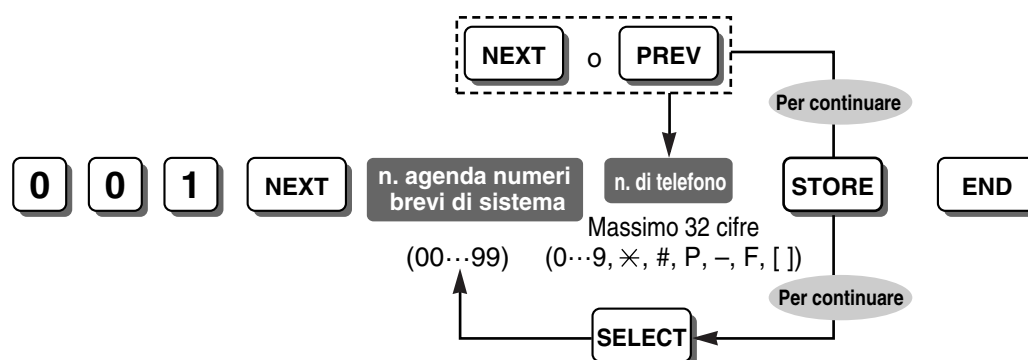 NEXT o PREV
Per continuare
0 0 1 NEXT n. agenda numeri brevi di sistema n. di telefono STORE END
Massimo 32 cifre
(00···99) (0···9, ✳, #, P, –, F, [ ])
Per continuare
SELECT